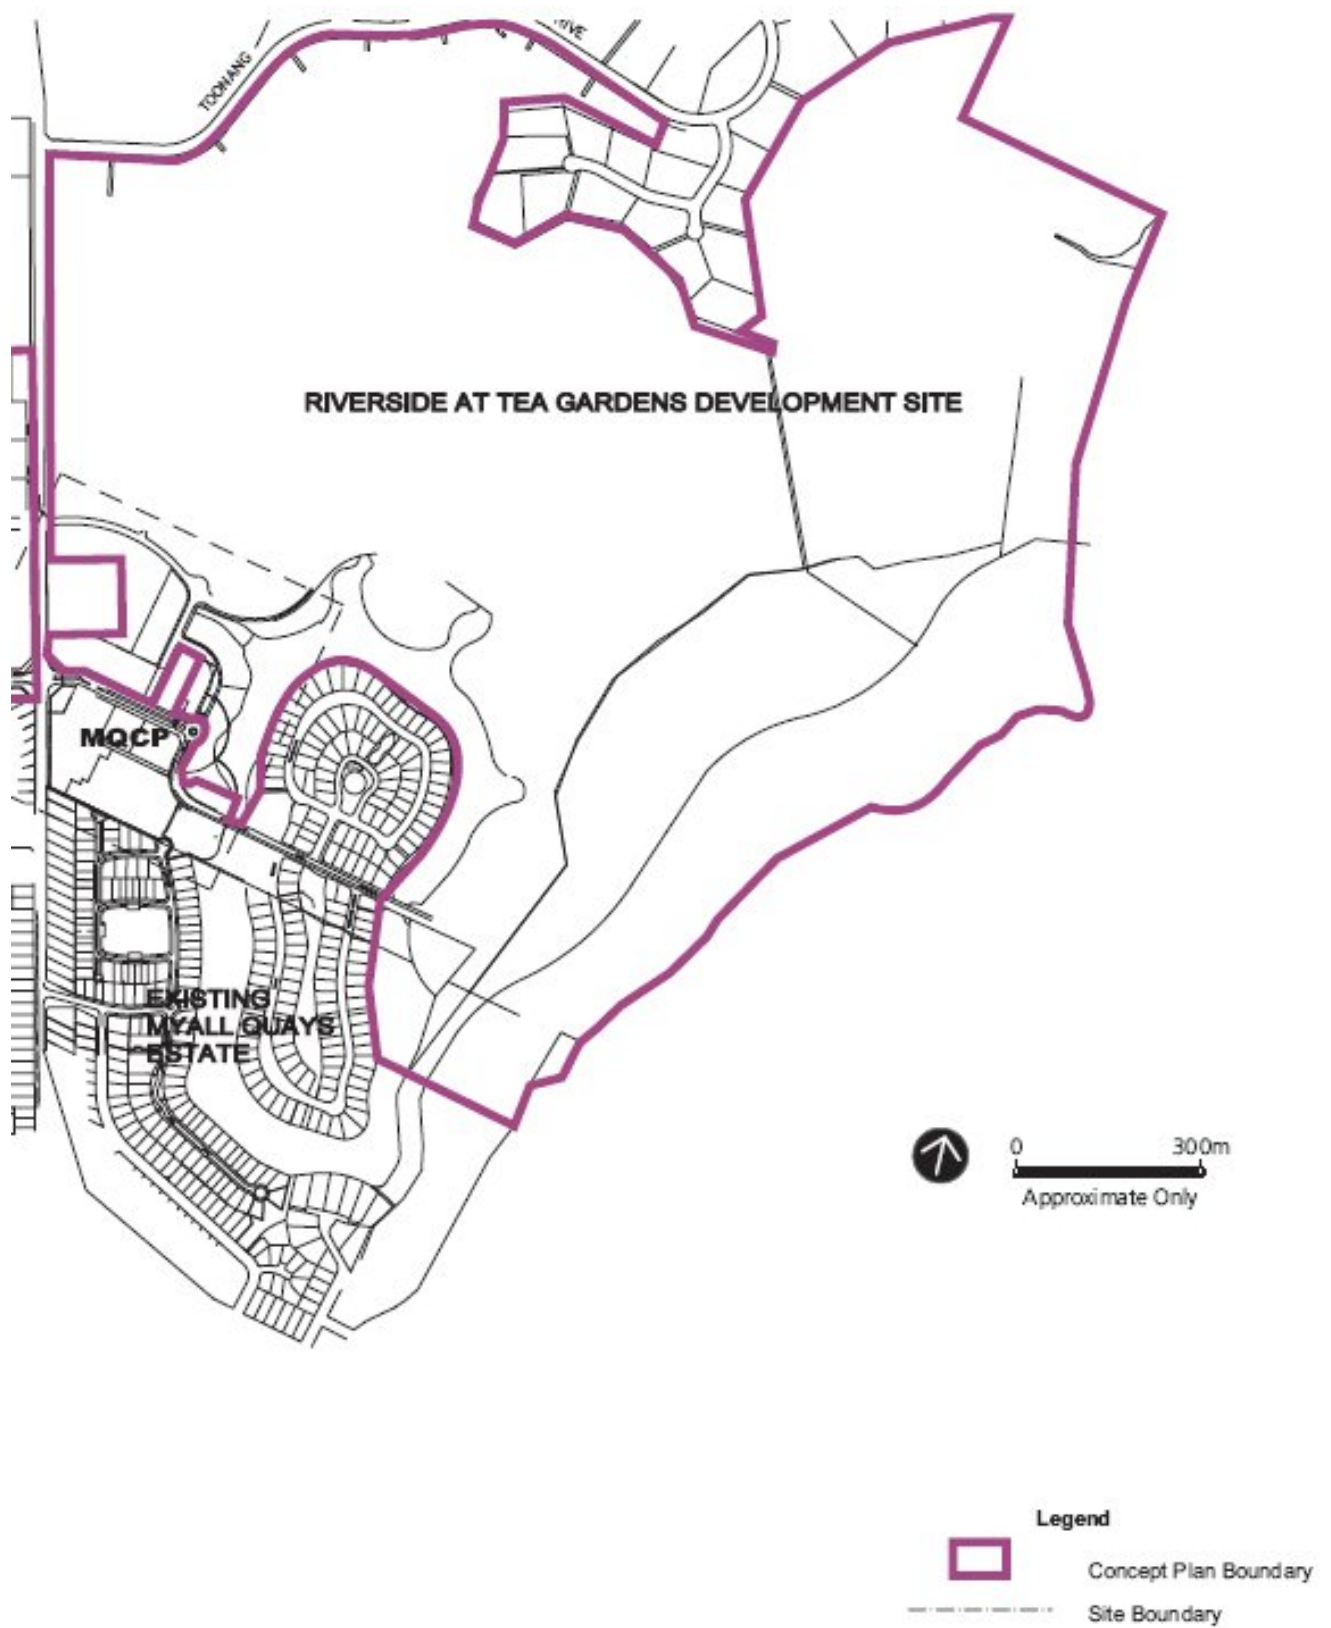 TOONANG
RIVERSIDE AT TEA GARDENS DEVELOPMENT SITE
MQCP
EXISTING
MYALL QUAYS
ESTATE
0 300m
Approximate Only
Legend
Concept Plan Boundary
Site Boundary